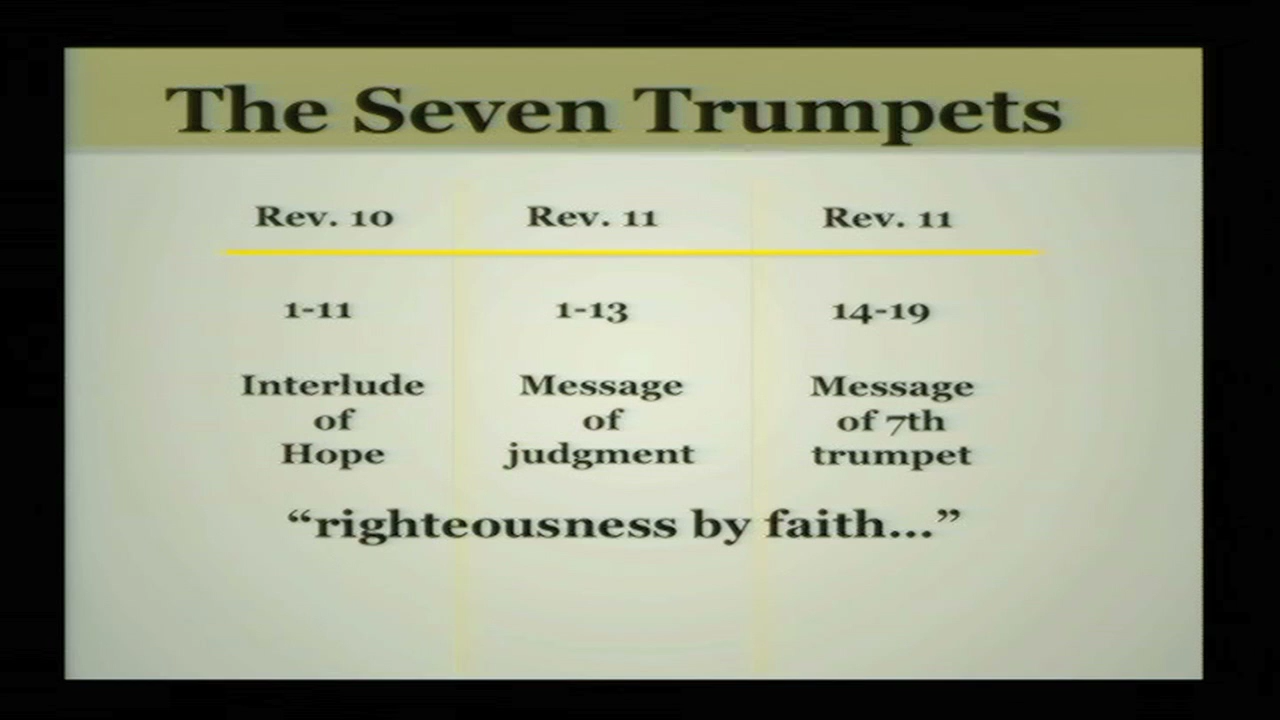 The Seven Trumpets
Rev. 10 Rev. 11 Rev. 11
1-11 1-13 14-19
Interlude Message Message
of of of 7th
Hope judgment trumpet
“righteousness by faith...”